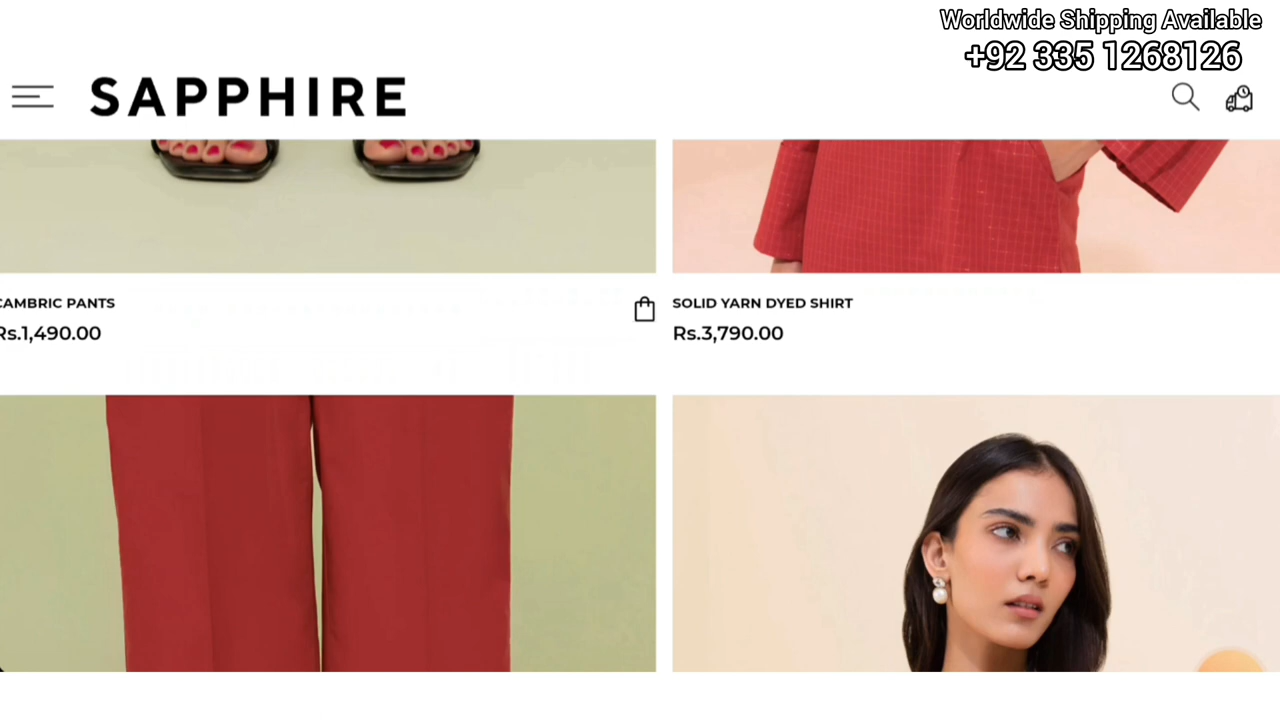 Worldwide Shipping Available
+92 335 1268126
SAPPHIRE
CAMBRIC PANTS
Rs.1,490.00
SOLID YARN DYED SHIRT
Rs.3,790.00